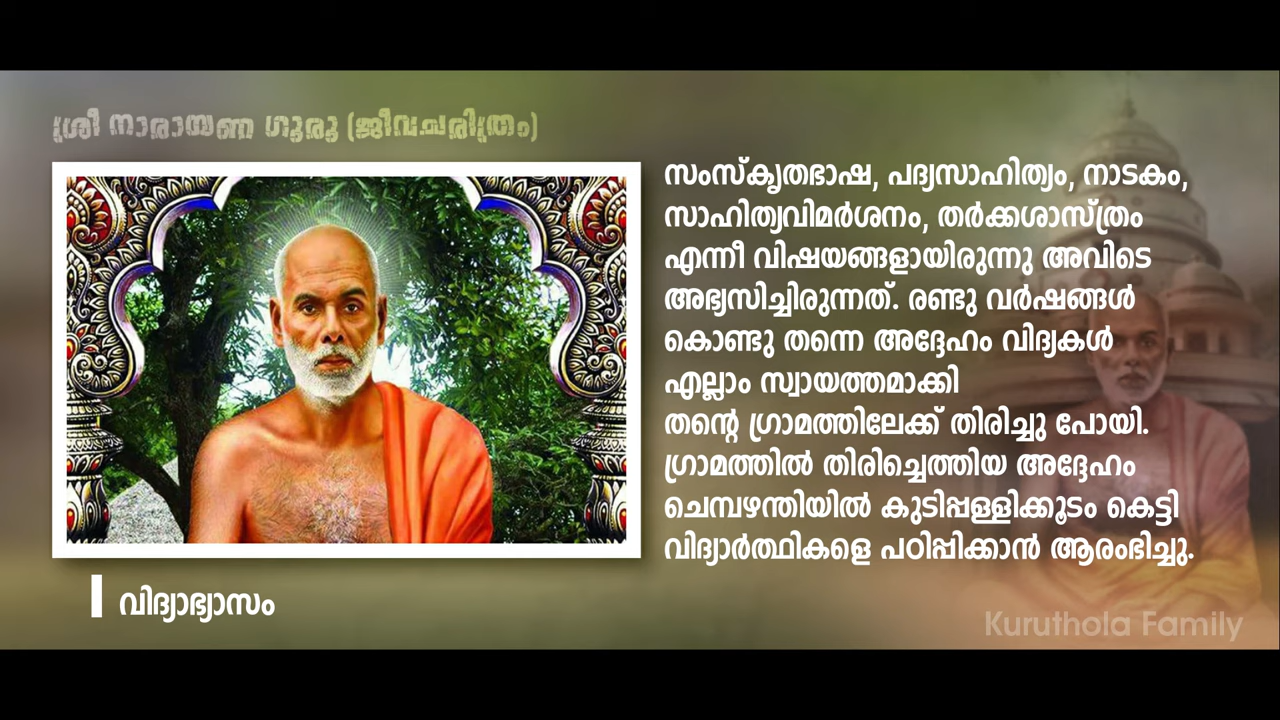 ശ്രീ നാരായണ ഗുരു (ജീവചരിത്രം)
സംസ്കൃതഭാഷ, പദ്യസാഹിത്യം, നാടകം,
സാഹിത്യവിമർശനം, തർക്കശാസ്ത്രം
എന്നീ വിഷയങ്ങളായിരുന്നു അവിടെ
അഭ്യസിച്ചിരുന്നത്. രണ്ടു വർഷങ്ങൾ
കൊണ്ടു തന്നെ അദ്ദേഹം വിദ്യകൾ
എല്ലാം സ്വായത്തമാക്കി
തന്റെ ഗ്രാമത്തിലേക്ക് തിരിച്ചു പോയി.
ഗ്രാമത്തിൽ തിരിച്ചെത്തിയ അദ്ദേഹം
ചെമ്പഴന്തിയിൽ കുടിപ്പള്ളിക്കൂടം കെട്ടി
വിദ്യാർത്ഥികളെ പഠിപ്പിക്കാൻ ആരംഭിച്ചു.
വിദ്യാഭ്യാസം
Kuruthola Family